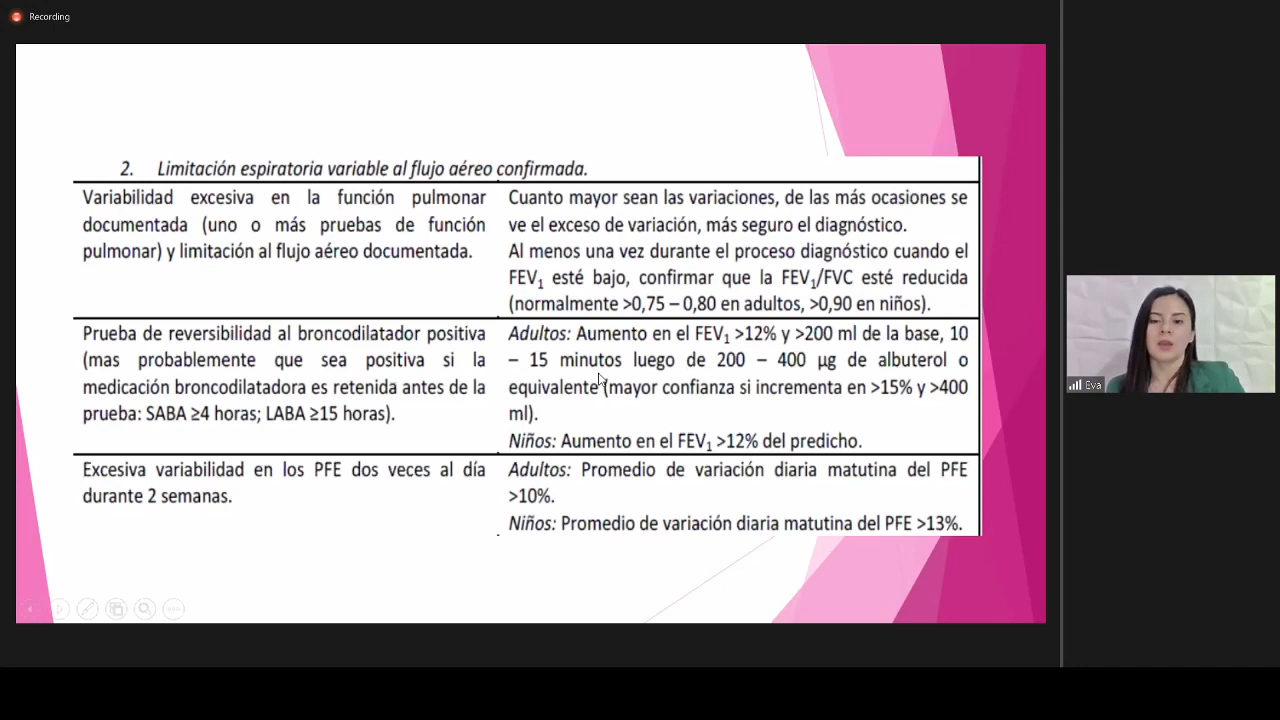 Recording
2. Limitación espiratoria variable al flujo aéreo confirmada.
Variabilidad excesiva en la función pulmonar
documentada (uno o más pruebas de función
pulmonar) y limitación al flujo aéreo documentada.
Cuanto mayor sean las variaciones, de las más ocasiones se
ve el exceso de variación, más seguro el diagnóstico.
Al menos una vez durante el proceso diagnóstico cuando el
FEV₁ esté bajo, confirmar que la FEV₁/FVC esté reducida
(normalmente >0,75 – 0,80 en adultos, >0,90 en niños).
Prueba de reversibilidad al broncodilatador positiva
(mas probablemente que sea positiva si la
medicación broncodilatadora es retenida antes de la
prueba: SABA ≥4 horas; LABA ≥15 horas).
Adultos: Aumento en el FEV₁ >12% y >200 ml de la base, 10
– 15 minutos luego de 200 – 400 µg de albuterol o
equivalente (mayor confianza si incrementa en >15% y >400
ml).
Niños: Aumento en el FEV₁ >12% del predicho.
Excesiva variabilidad en los PFE dos veces al día
durante 2 semanas.
Adultos: Promedio de variación diaria matutina del PFE
>10%.
Niños: Promedio de variación diaria matutina del PFE >13%.
Eva